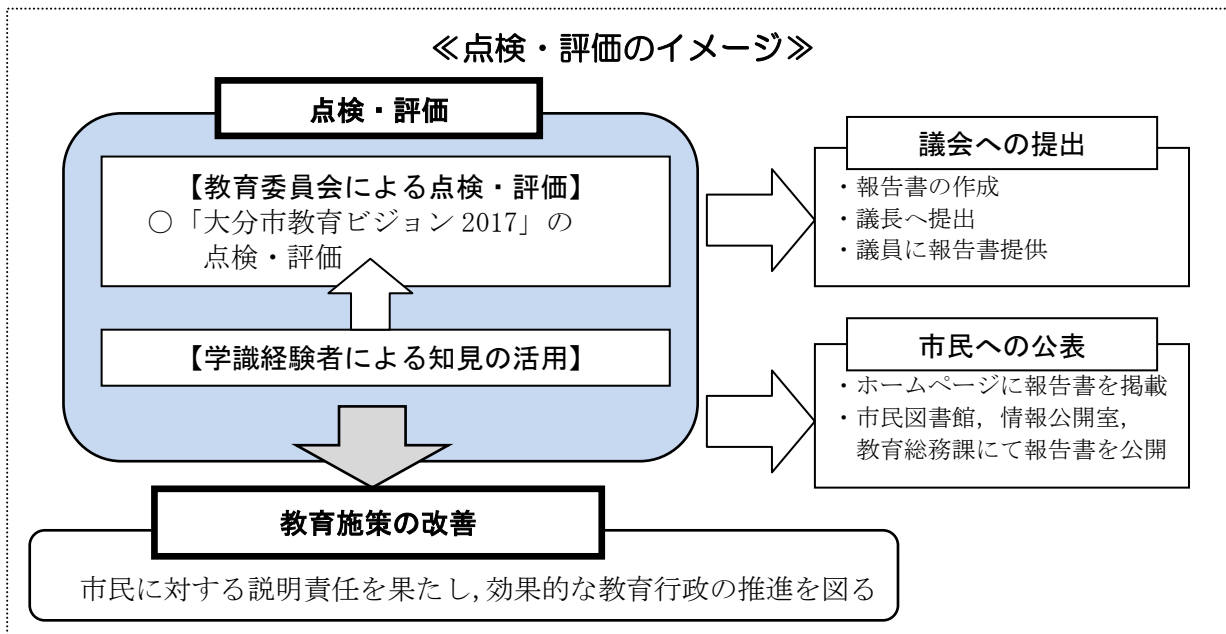 ≪点検・評価のイメージ≫
点検・評価
【教育委員会による点検・評価】
○「大分市教育ビジョン 2017」の
点検・評価
【学識経験者による知見の活用】
議会への提出
・報告書の作成
・議長へ提出
・議員に報告書提供
市民への公表
・ホームページに報告書を掲載
・市民図書館，情報公開室，
教育総務課にて報告書を公開
教育施策の改善
市民に対する説明責任を果たし,効果的な教育行政の推進を図る